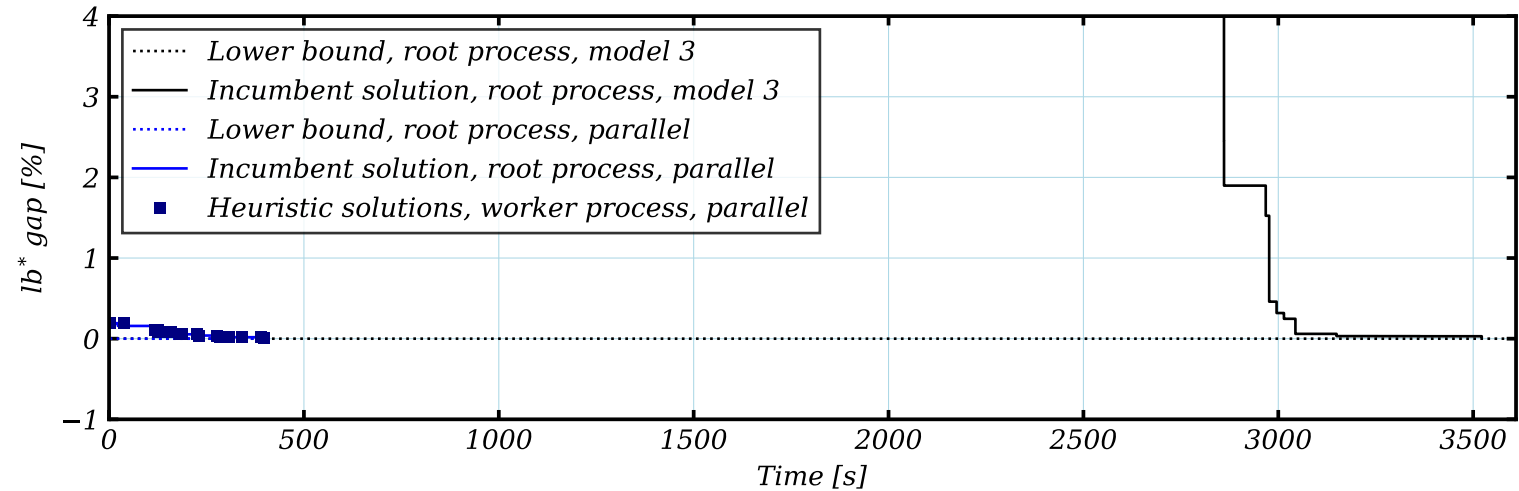 4
3
2
1
0
−1
lb* gap [%]
Lower bound, root process, model 3
Incumbent solution, root process, model 3
Lower bound, root process, parallel
Incumbent solution, root process, parallel
Heuristic solutions, worker process, parallel
0 500 1000 1500 2000 2500 3000 3500
Time [s]